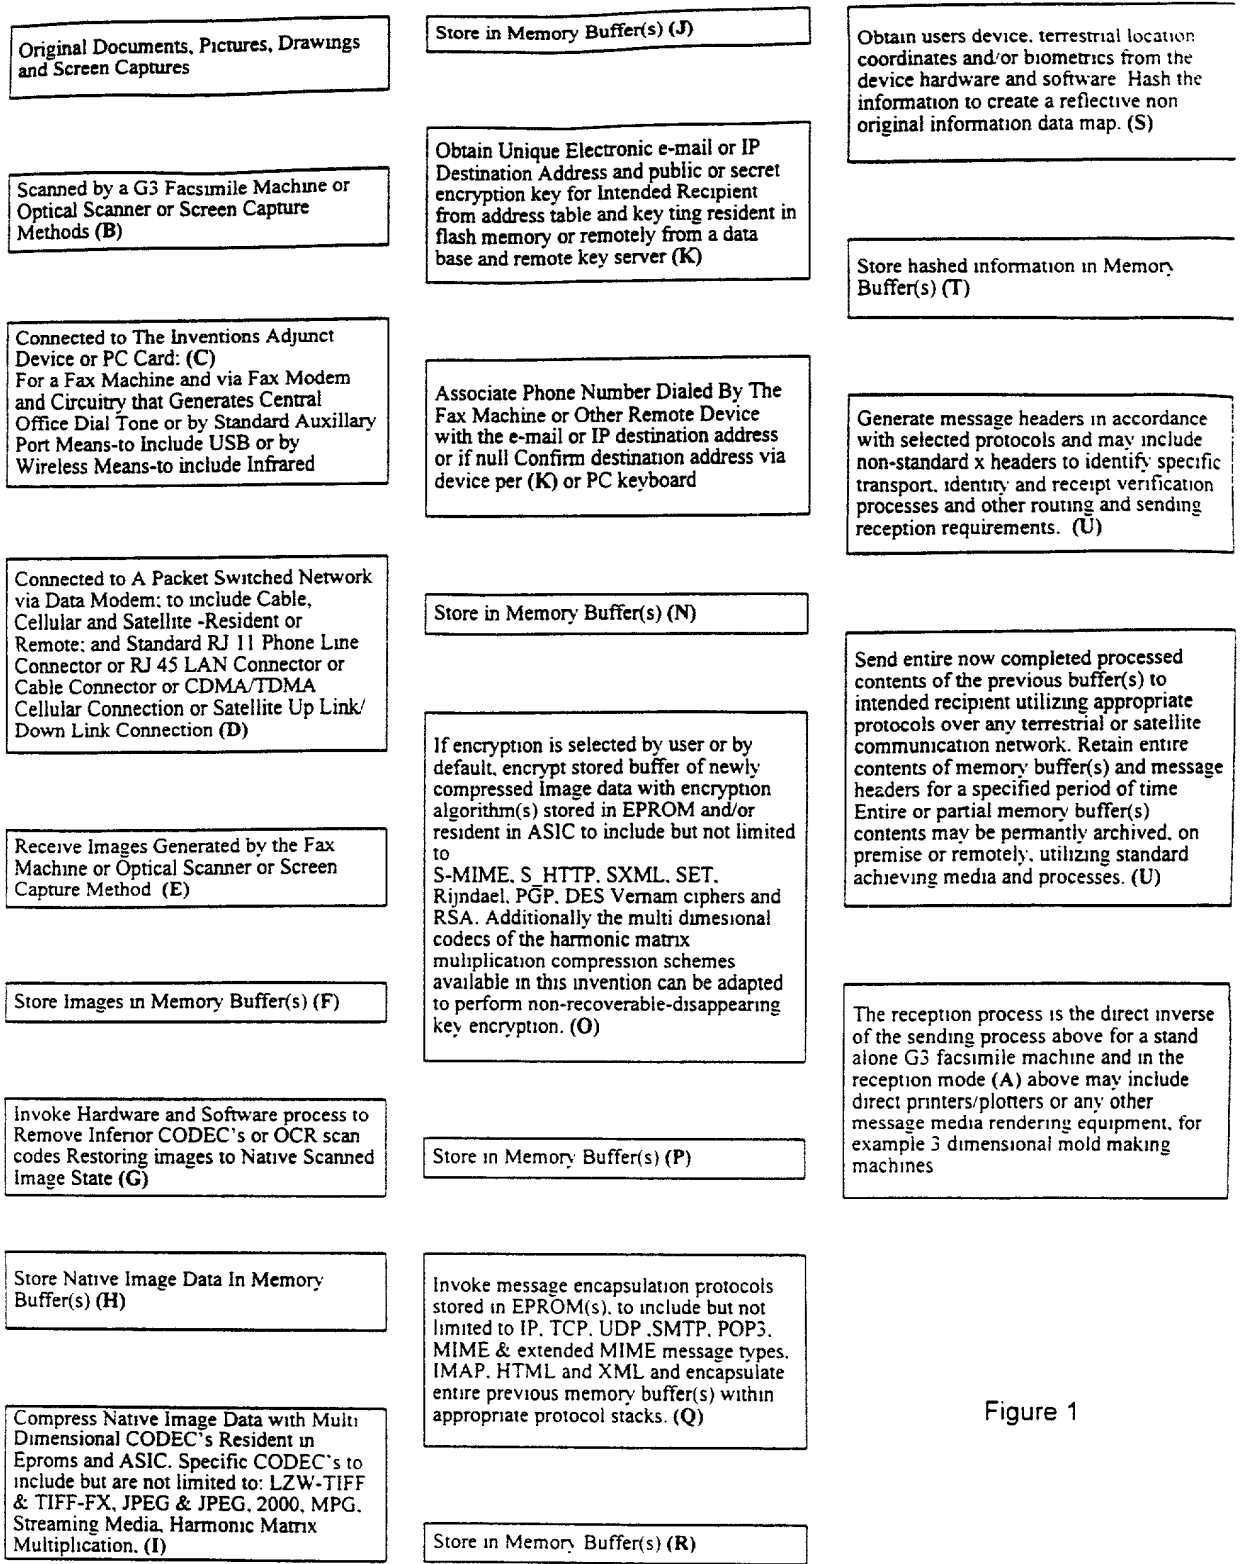 Original Documents, Pictures, Drawings
and Screen Captures
Scanned by a G3 Facsimile Machine or
Optical Scanner or Screen Capture
Methods (B)
Connected to The Inventions Adjunct
Device or PC Card: (C)
For a Fax Machine and via Fax Modem
and Circuitry that Generates Central
Office Dial Tone or by Standard Auxillary
Port Means-to Include USB or by
Wireless Means-to include Infrared
Connected to A Packet Switched Network
via Data Modem: to include Cable,
Cellular and Satellite -Resident or
Remote; and Standard RJ 11 Phone Line
Connector or RJ 45 LAN Connector or
Cable Connector or CDMA/TDMA
Cellular Connection or Satellite Up Link/
Down Link Connection (D)
Receive Images Generated by the Fax
Machine or Optical Scanner or Screen
Capture Method (E)
Store Images in Memory Buffer(s) (F)
Invoke Hardware and Software process to
Remove Inferior CODEC's or OCR scan
codes Restoring images to Native Scanned
Image State (G)
Store Native Image Data In Memory
Buffer(s) (H)
Compress Native Image Data with Multi
Dimensional CODEC's Resident in
Eproms and ASIC. Specific CODEC's to
include but are not limited to: LZW-TIFF
& TIFF-FX, JPEG & JPEG, 2000, MPG,
Streaming Media, Harmonic Matrix
Multiplication, (I)
Store in Memory Buffer(s) (J)
Obtain Unique Electronic e-mail or IP
Destination Address and public or secret
encryption key for Intended Recipient
from address table and key ting resident in
flash memory or remotely from a data
base and remote key server (K)
Associate Phone Number Dialed By The
Fax Machine or Other Remote Device
with the e-mail or IP destination address
or if null Confirm destination address via
device per (K) or PC keyboard
Store in Memory Buffer(s) (N)
If encryption is selected by user or by
default, encrypt stored buffer of newly
compressed image data with encryption
algorithm(s) stored in EPROM and/or
resident in ASIC to include but not limited
to
S-MIME, S_HTTP, SXML, SET,
Rijndael, PGP, DES Vernam ciphers and
RSA. Additionally the multi dimesional
codecs of the harmonic matrix
muliplication compression schemes
available in this invention can be adapted
to perform non-recoverable-disappearing
key encryption. (O)
Store in Memory Buffer(s) (P)
Invoke message encapsulation protocols
stored in EPROM(s), to include but not
limited to IP, TCP, UDP ,SMTP, POP3,
MIME & extended MIME message types,
IMAP, HTML and XML and encapsulate
entire previous memory buffer(s) within
appropriate protocol stacks. (Q)
Store in Memory Buffer(s) (R)
Obtain users device, terrestrial location
coordinates and/or biometrics from the
device hardware and software Hash the
information to create a reflective non
original information data map. (S)
Store hashed information in Memory
Buffer(s) (T)
Generate message headers in accordance
with selected protocols and may include
non-standard x headers to identify specific
transport, identity and receipt verification
processes and other routing and sending
reception requirements. (U)
Send entire now completed processed
contents of the previous buffer(s) to
intended recipient utilizing appropriate
protocols over any terrestrial or satellite
communication network. Retain entire
contents of memory buffer(s) and message
headers for a specified period of time
Entire or partial memory buffer(s)
contents may be permantly archived, on
premise or remotely, utilizing standard
achieving media and processes. (U)
The reception process is the direct inverse
of the sending process above for a stand
alone G3 facsimile machine and in the
reception mode (A) above may include
direct printers/plotters or any other
message media rendering equipment, for
example 3 dimensional mold making
machines
Figure 1